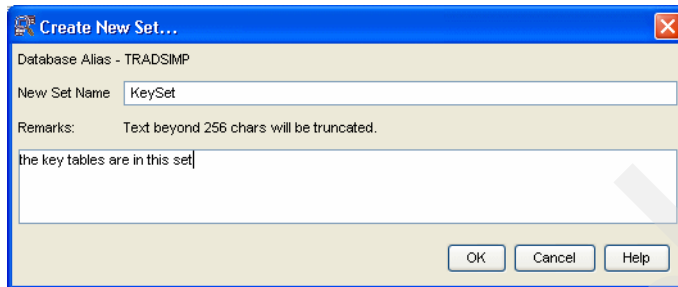 Create New Set...
Database Alias - TRADSIMP
New Set Name KeySet
Remarks: Text beyond 256 chars will be truncated.
the key tables are in this set
OK Cancel Help